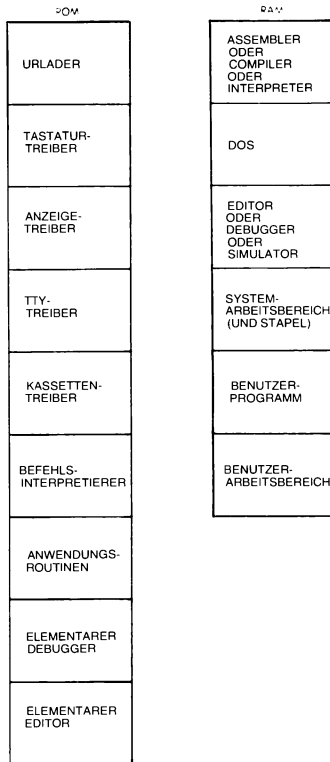 ROM
URLADER
TASTATUR-
TREIBER
ANZEIGE-
TREIBER
TTY-
TREIBER
KASSETTEN-
TREIBER
BEFEHLS-
INTERPRETIERER
ANWENDUNGS-
ROUTINEN
ELEMENTARER
DEBUGGER
ELEMENTARER
EDITOR
RAM
ASSEMBLER
ODER
COMPILER
ODER
INTERPRETER
DOS
EDITOR
ODER
DEBUGGER
ODER
SIMULATOR
SYSTEM-
ARBEITSBEREICH
(UND STAPEL)
BENUTZER-
PROGRAMM
BENUTZER-
ARBEITSBEREICH